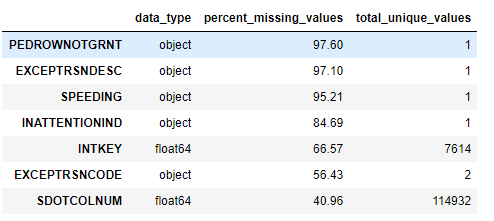 data_type percent_missing_values total_unique_values
PEDROWNOTGRNT object 97.60 1
EXCEPTRSNDESC object 97.10 1
SPEEDING object 95.21 1
INATTENTIONIND object 84.69 1
INTKEY float64 66.57 7614
EXCEPTRSNCODE object 56.43 2
SDOTCOLNUM float64 40.96 114932